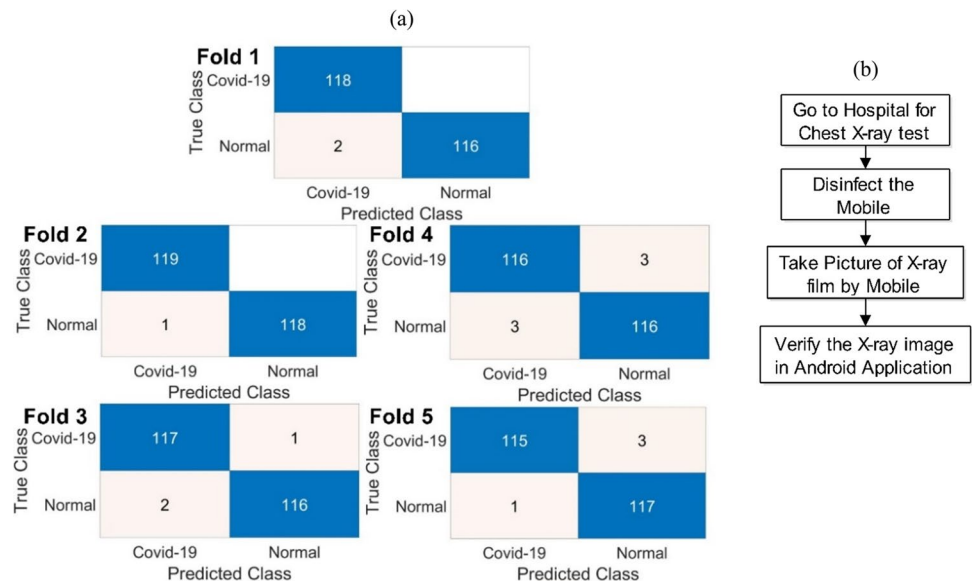 (a)
Fold 1
True Class
Covid-19
118
Normal
2
116
Covid-19
Normal
Predicted Class
Fold 2
True Class
Covid-19
119
Normal
1
118
Covid-19
Normal
Predicted Class
Fold 4
True Class
Covid-19
116
3
Normal
3
116
Covid-19
Normal
Predicted Class
Fold 3
True Class
Covid-19
117
1
Normal
2
116
Covid-19
Normal
Predicted Class
Fold 5
True Class
Covid-19
115
3
Normal
1
117
Covid-19
Normal
Predicted Class
(b)
Go to Hospital for
Chest X-ray test
Disinfect the
Mobile
Take Picture of X-ray
film by Mobile
Verify the X-ray image
in Android Application